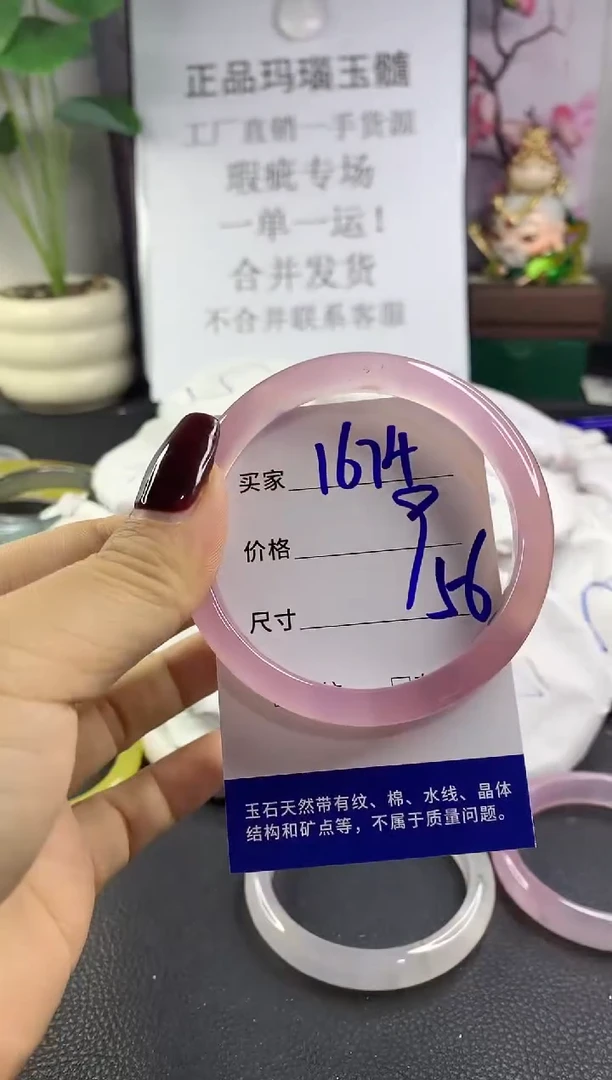 正品玛瑙玉髓
工厂直销一手货源
瑕疵专场
一单一运！
合并发货
不合并联系客服
买家 1674
价格
尺寸 56
玉石天然带有纹、棉、水线、晶体
结构和矿点等，不属于质量问题。